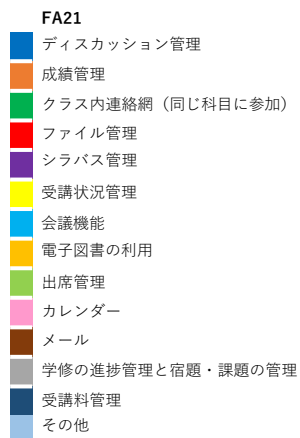 FA21
ディスカッション管理
成績管理
クラス内連絡網（同じ科目に参加）
ファイル管理
シラバス管理
受講状況管理
会議機能
電子図書の利用
出席管理
カレンダー
メール
学修の進捗管理と宿題・課題の管理
受講料管理
その他